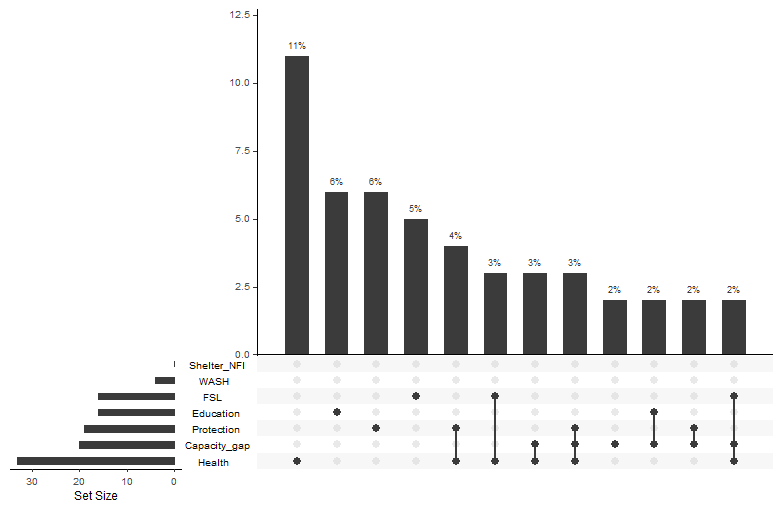 12.5
11%
10.0
7.5
6%
6%
5%
5.0
4%
3%
3%
3%
2.5
2%
2%
2%
2%
0.0
Shelter_NFI
WASH
FSL
Education
Protection
Capacity_gap
Health
30
20
10
0
Set Size